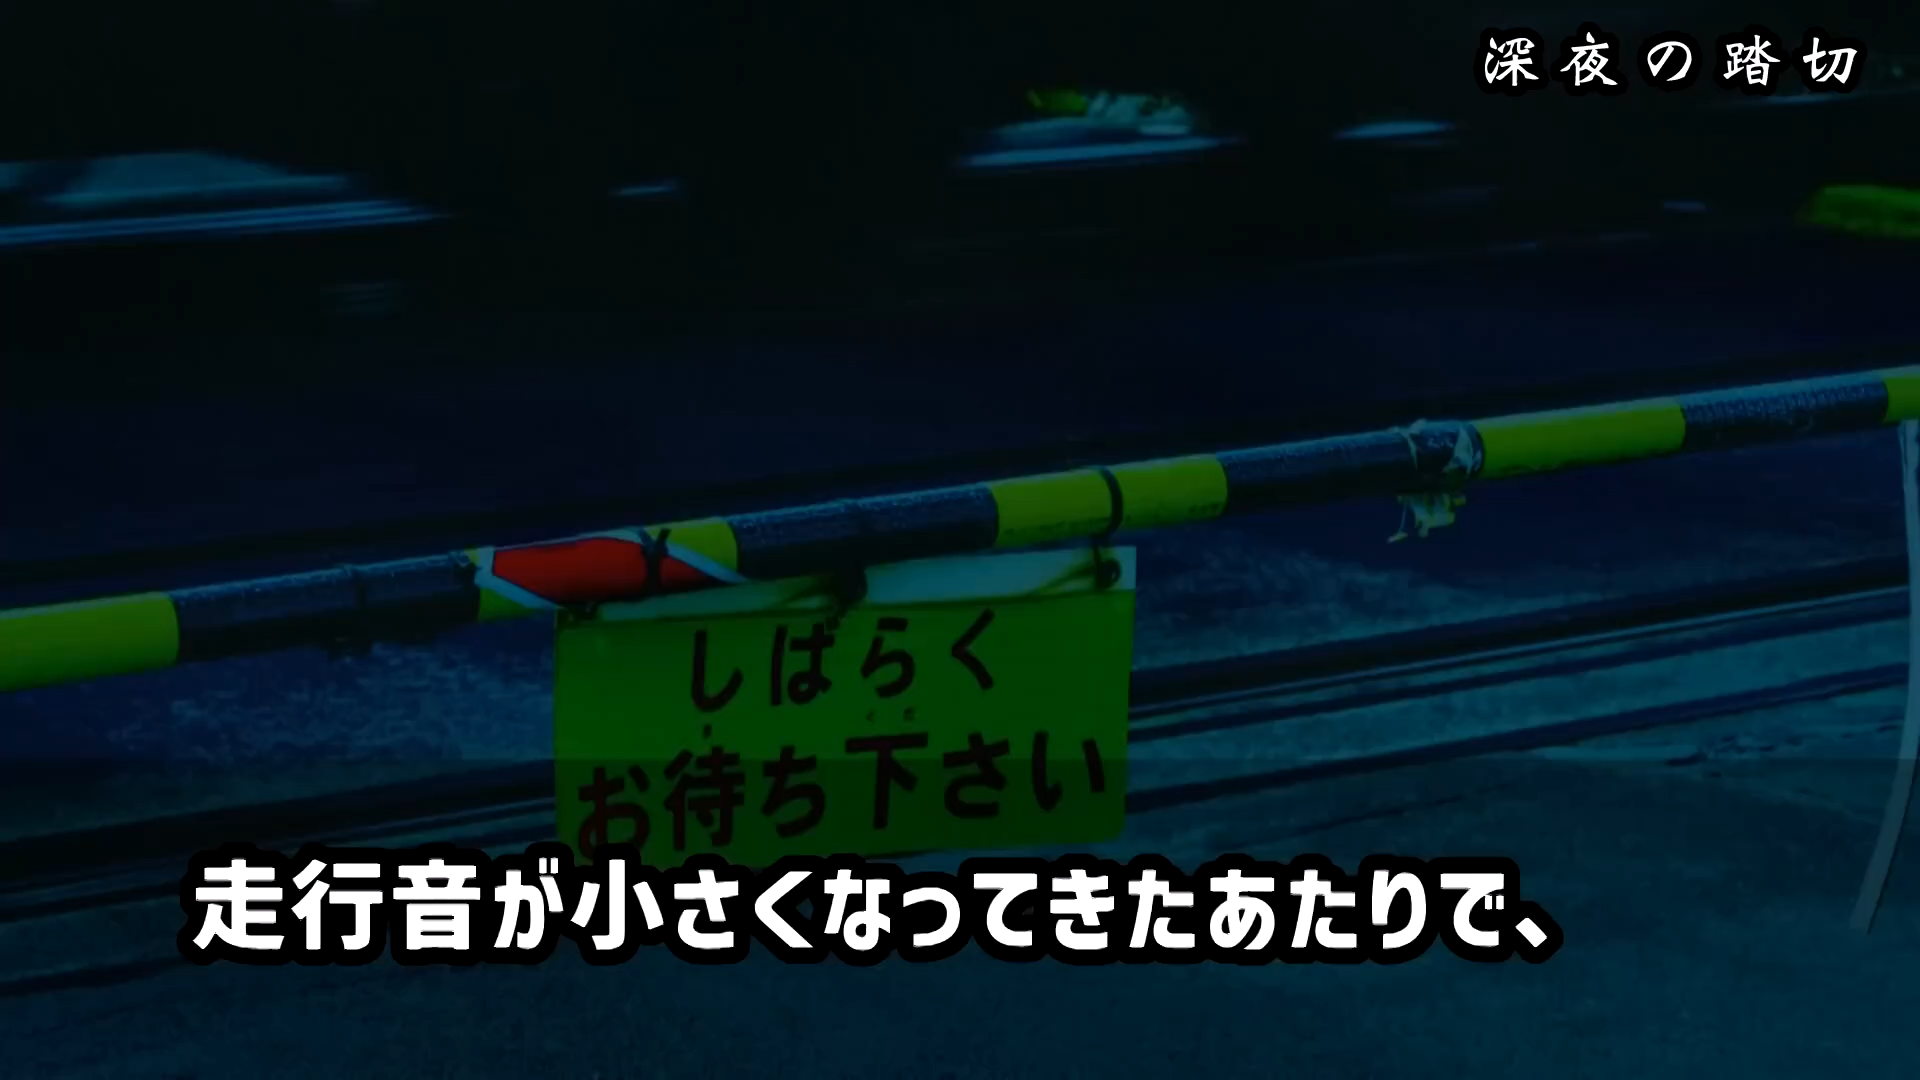 深夜の踏切
しばらく
お待ち下さい
走行音が小さくなってきたあたりで、